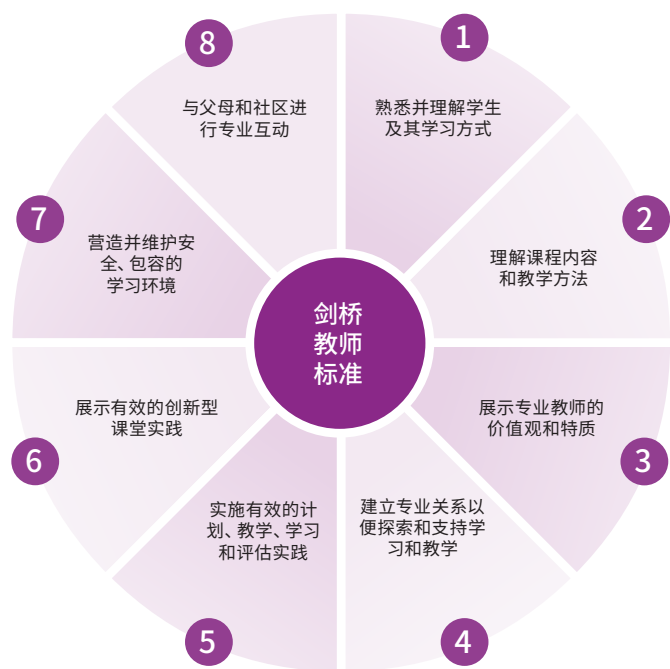 剑桥
教师
标准
1
熟悉并理解学生
及其学习方式
2
理解课程内容
和教学方法
3
展示专业教师的
价值观和特质
4
建立专业关系以
便探索和支持学
习和教学
5
实施有效的计
划、教学、学习
和评估实践
6
展示有效的创新型
课堂实践
7
营造并维护安
全、包容的
学习环境
8
与父母和社区进
行专业互动